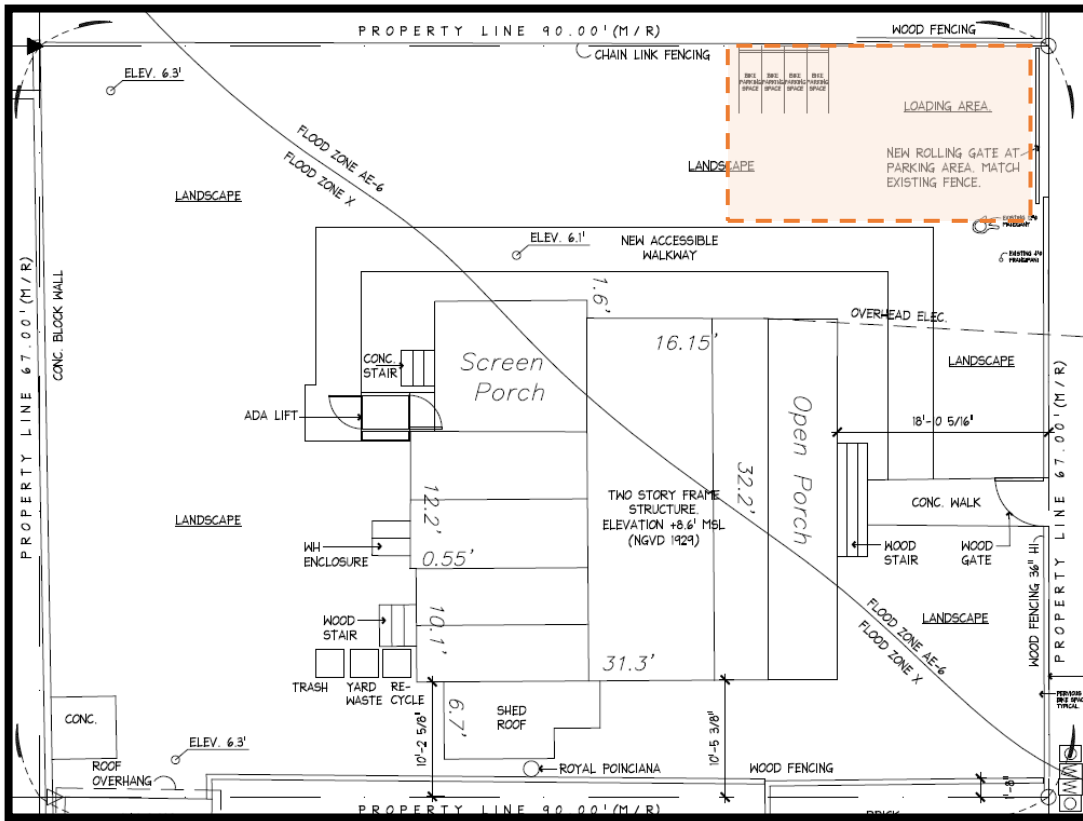 PROPERTY LINE 90.00'(M/R)
WOOD FENCING
CHAIN LINK FENCING
ELEV. 6.3'
BIKE PARKING SPACE
BIKE PARKING SPACE
BIKE PARKING SPACE
BIKE PARKING SPACE
LOADING AREA.
FLOOD ZONE AE-6
FLOOD ZONE X
LANDSCAPE
NEW ROLLING GATE AT
PARKING AREA. MATCH
EXISTING FENCE.
LANDSCAPE
ELEV. 6.1'
NEW ACCESSIBLE
WALKWAY
PROPERTY LINE 67.00'(M/R)
CONC. BLOCK WALL
1.6'
OVERHEAD ELEC.
16.15'
CONC.
STAIR
Screen
Porch
LANDSCAPE
PROPERTY LINE 67.00'(M/R)
ADA LIFT
Open Porch
18'-10 5/16"
12.2'
32.2'
TWO STORY FRAME
STRUCTURE.
ELEVATION +8.6' MSL
(NGVD 1929)
CONC. WALK
LANDSCAPE
WH
ENCLOSURE
0.55'
WOOD
STAIR
WOOD
GATE
WOOD FENCING 36" HI
10.1'
WOOD
STAIR
FLOOD ZONE AE-6
FLOOD ZONE X
LANDSCAPE
31.3'
TRASH
YARD
WASTE
RE-
CYCLE
6.7'
SHED
ROOF
CONC.
10'-2 5/8"
10'-5 3/8"
ELEV. 6.3'
ROOF
OVERHANG
ROYAL POINCIANA
WOOD FENCING
PROPERTY LINE 90.00'(M/R)